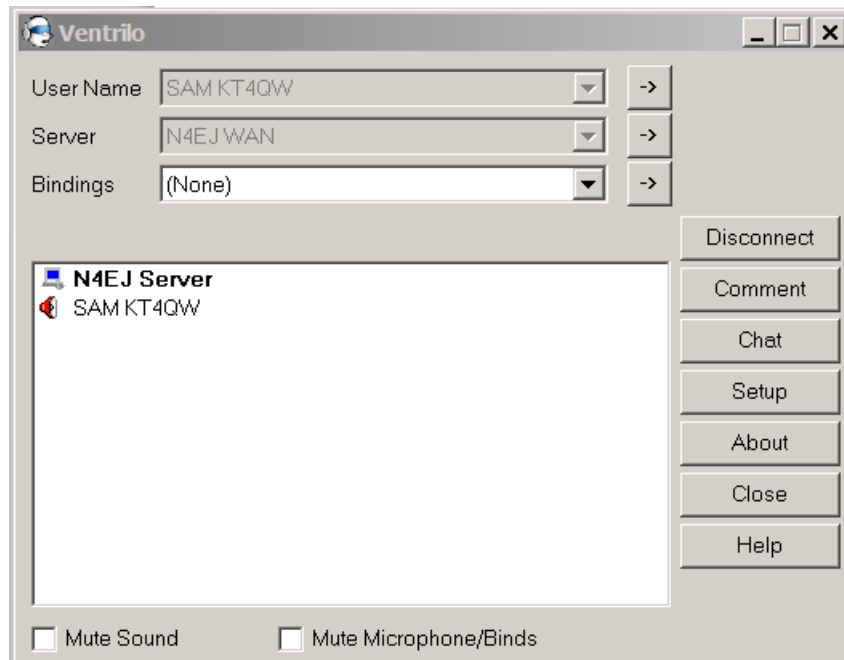 Ventrilo
User Name SAM KT4QW ->
Server N4EJ WAN ->
Bindings (None) ->
Disconnect
N4EJ Server
Comment
SAM KT4QW
Chat
Setup
About
Close
Help
Mute Sound Mute Microphone/Binds